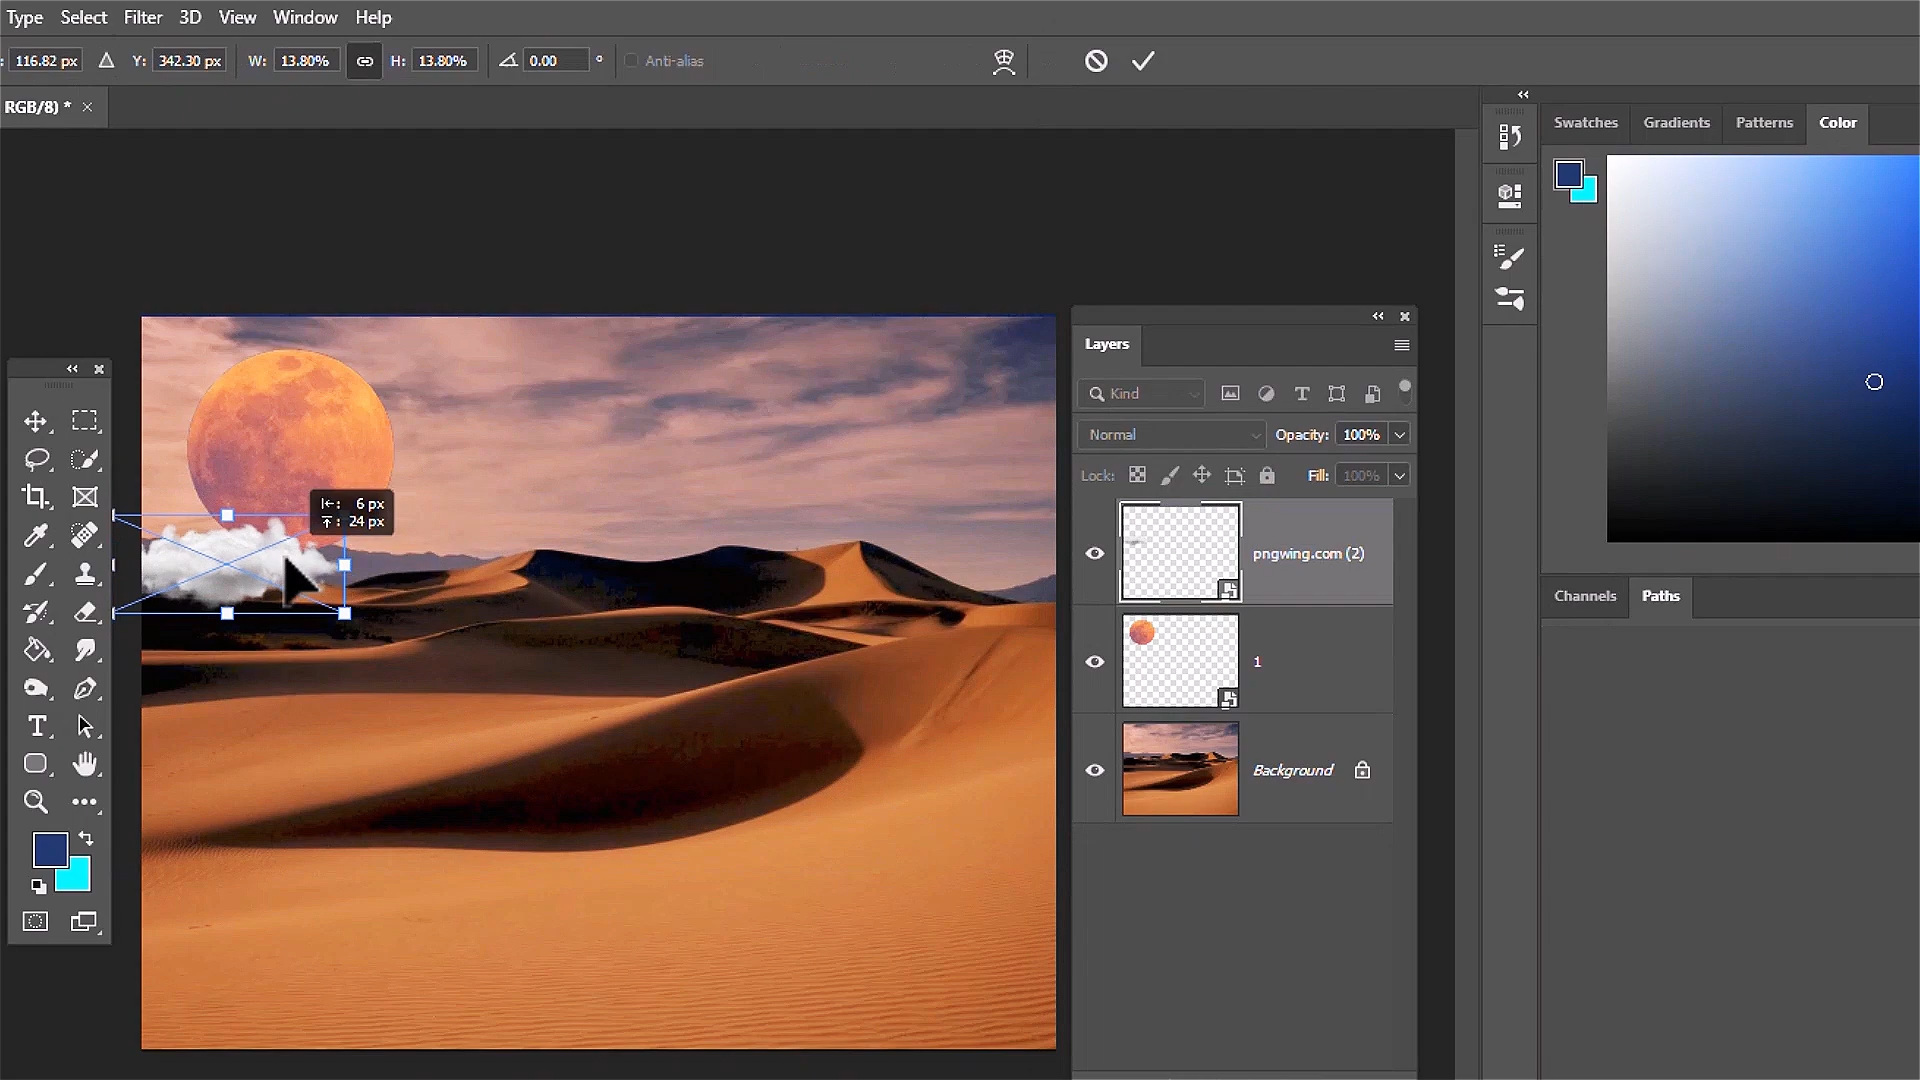 Type Select Filter 3D View Window Help
: 116.82 px Y: 342.30 px W: 13.80% H: 13.80% 0.00 ° Anti-alias
RGB/8) * ×
Swatches Gradients Patterns Color
Layers
Kind
Normal Opacity: 100%
Lock: Fill: 100%
6 px
24 px
pngwing.com (2)
Channels Paths
1
Background